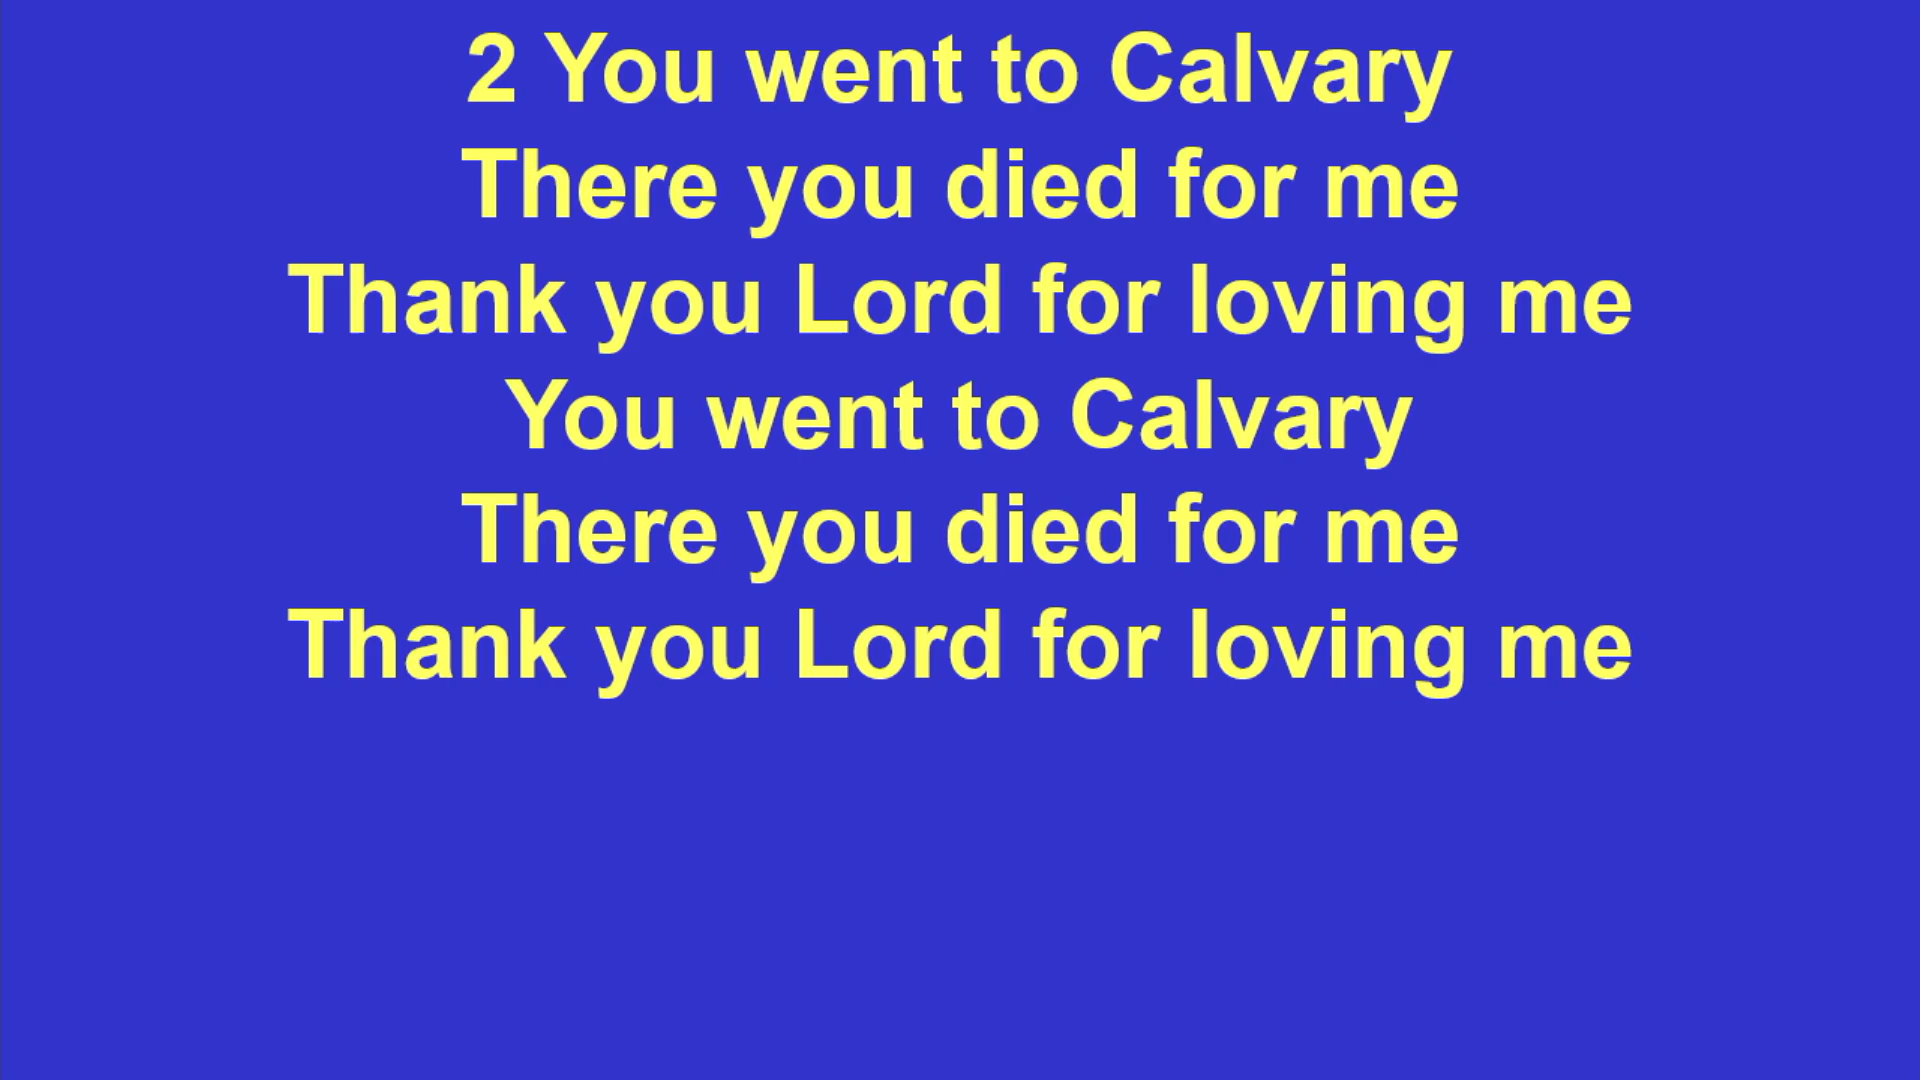 2 You went to Calvary
There you died for me
Thank you Lord for loving me
You went to Calvary
There you died for me
Thank you Lord for loving me